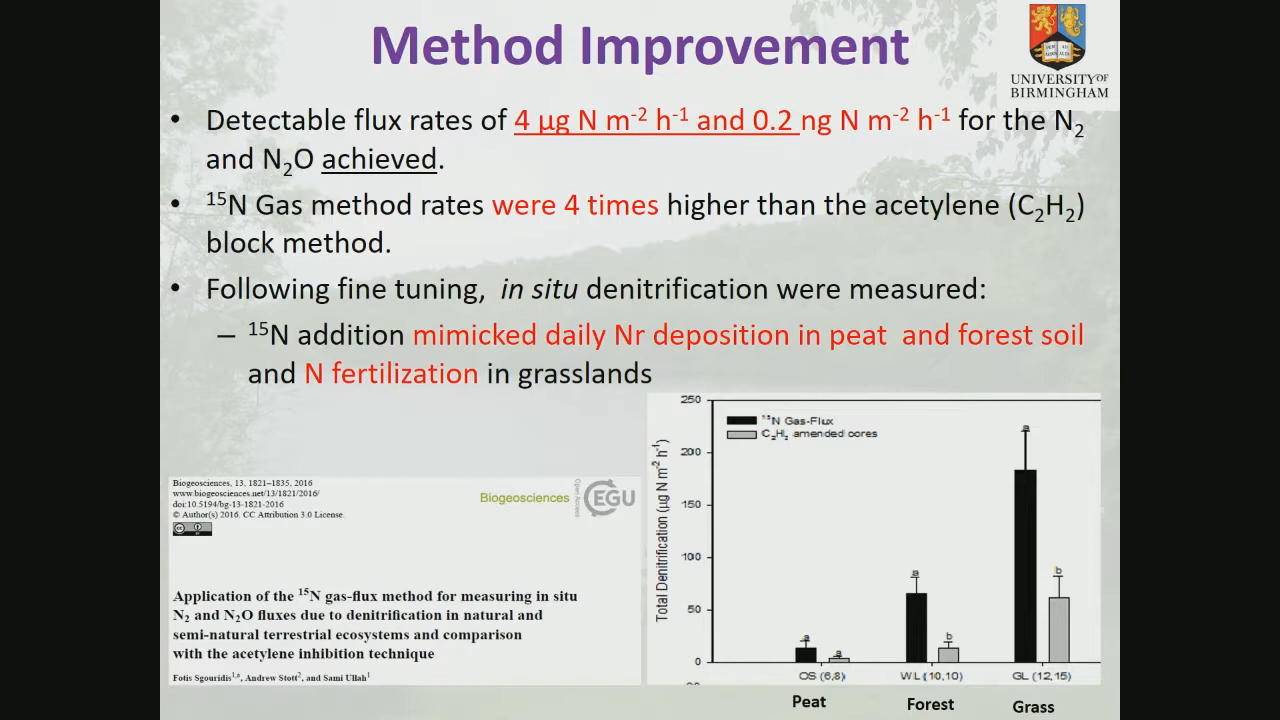 Method Improvement
UNIVERSITY OF
BIRMINGHAM
• Detectable flux rates of 4 µg N m-2 h-1 and 0.2 ng N m-2 h-1 for the N2
and N2O achieved.
• 15N Gas method rates were 4 times higher than the acetylene (C2H2)
block method.
• Following fine tuning, in situ denitrification were measured:
– 15N addition mimicked daily Nr deposition in peat and forest soil
and N fertilization in grasslands
Biogeosciences, 13, 1821–1835, 2016
www.biogeosciences.net/13/1821/2016/
doi:10.5194/bg-13-1821-2016
© Author(s) 2016. CC Attribution 3.0 License.
Biogeosciences
Open Access
EGU
Application of the 15N gas-flux method for measuring in situ
N2 and N2O fluxes due to denitrification in natural and
semi-natural terrestrial ecosystems and comparison
with the acetylene inhibition technique
Fotis Sgouridis1,a, Andrew Stott2, and Sami Ullah1
Total Denitrification (µg N m-2 h-1)
250
200
150
100
50
0
15N Gas-Flux
C2H2 amended cores
a
a
a
b
a
b
OS (6,8)
WL (10,10)
GL (12,15)
Peat
Forest
Grass